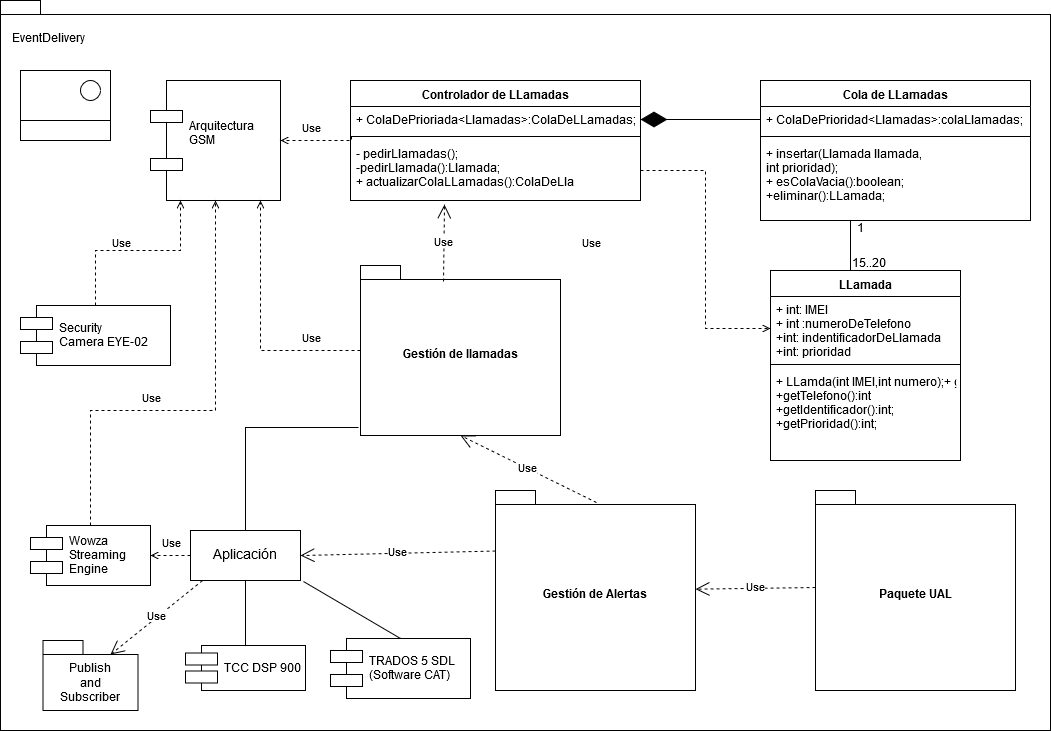 EventDelivery
Arquitectura
GSM
Use
Controlador de LLamadas
+ ColaDePrioriada<Llamadas>:ColaDeLLamadas;
- pedirLlamadas();
-pedirLlamada():Llamada;
+ actualizarColaLLamadas():ColaDeLla
Cola de LLamadas
+ ColaDePrioridad<Llamadas>:colaLlamadas;
+ insertar(Llamada llamada,
int prioridad);
+ esColaVacia():boolean;
+eliminar():LLamada;
1
15..20
Use
Use
Use
LLamada
+ int: IMEI
+ int :numeroDeTelefono
+int: indentificadorDeLlamada
+int: prioridad
+ LLamda(int IMEI,int numero);+ g
+getTelefono():int
+getIdentificador():int;
+getPrioridad():int;
Security
Camera EYE-02
Use
Gestión de llamadas
Use
Use
Wowza
Streaming
Engine
Use
Aplicación
Use
Gestión de Alertas
Use
Paquete UAL
Use
Publish
and
Subscriber
TCC DSP 900
TRADOS 5 SDL
(Software CAT)